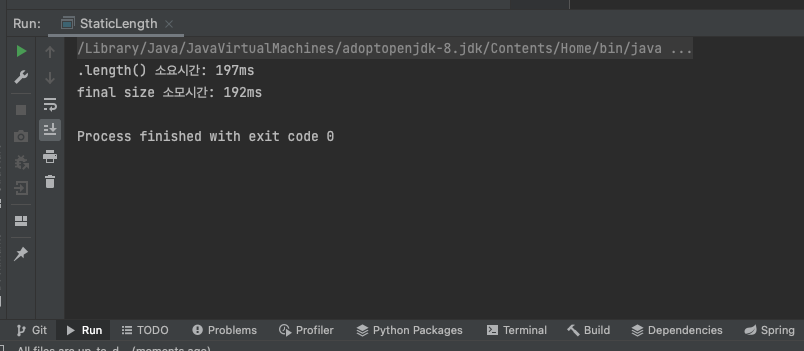 Run: StaticLength
/Library/Java/JavaVirtualMachines/adoptopenjdk-8.jdk/Contents/Home/bin/java ...
.length() 소요시간: 197ms
final size 소모시간: 192ms
Process finished with exit code 0
Git Run TODO Problems Profiler Python Packages Terminal Build Dependencies Spring
All files are up-to-d... (moments ago)